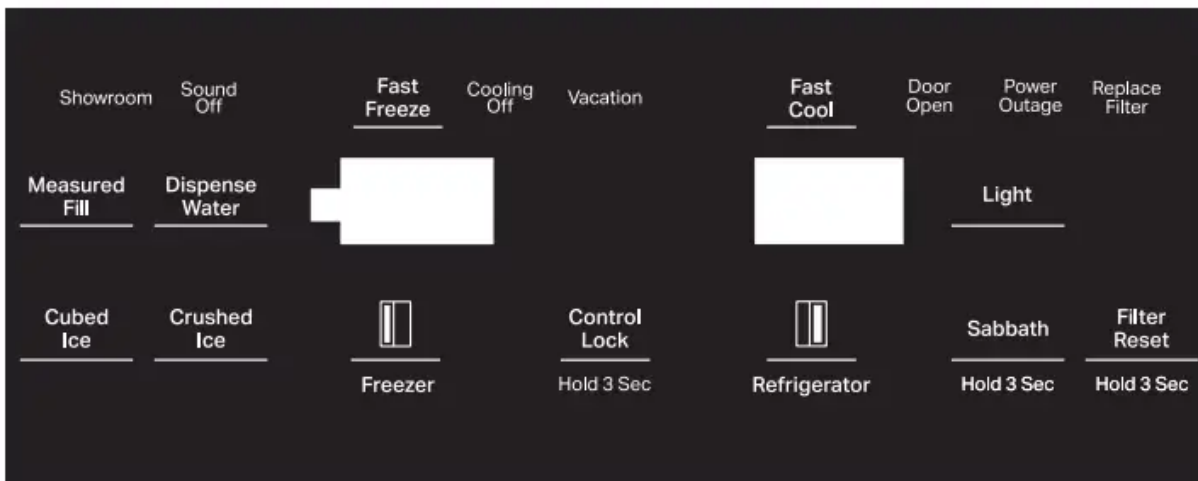 Showroom
Sound
Off
Fast
Freeze
Cooling
Off
Vacation
Fast
Cool
Door
Open
Power
Outage
Replace
Filter
Measured
Fill
Dispense
Water
Light
Cubed
Ice
Crushed
Ice
Freezer
Control
Lock
Hold 3 Sec
Refrigerator
Sabbath
Hold 3 Sec
Filter
Reset
Hold 3 Sec